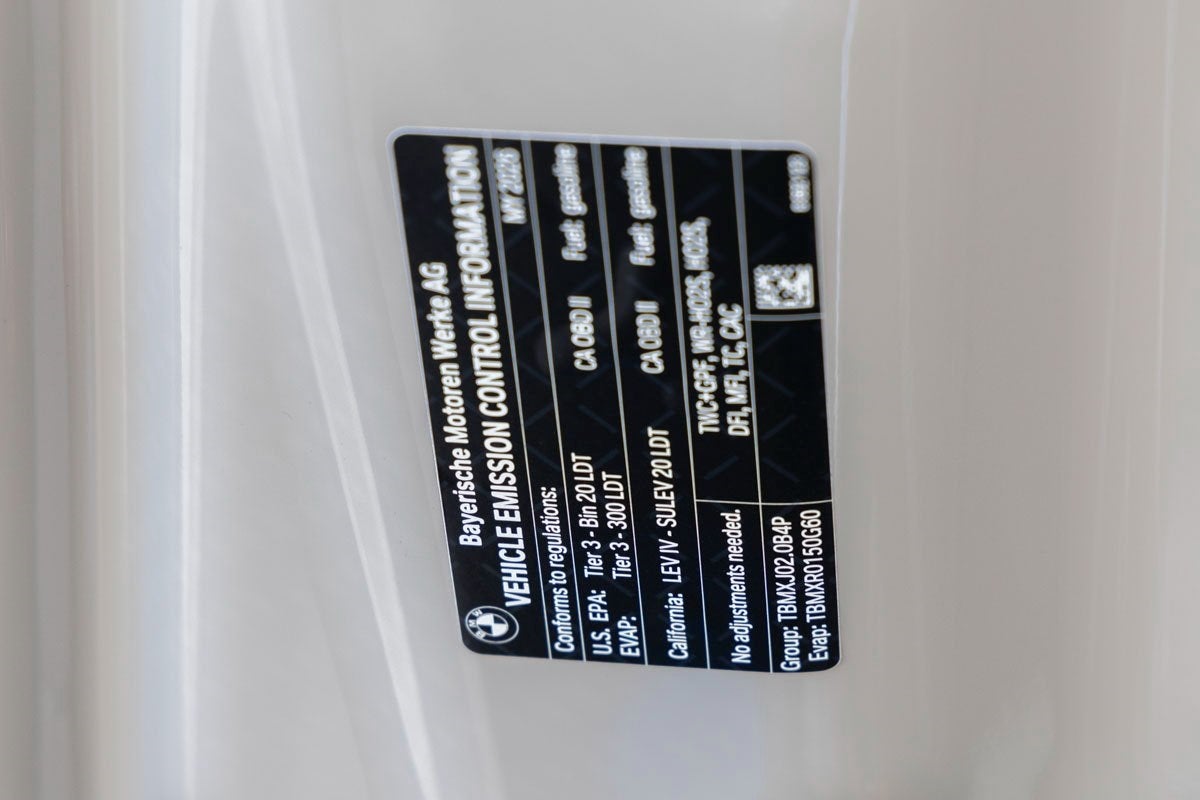 BMW
Bayerische Motoren Werke AG
VEHICLE EMISSION CONTROL INFORMATION
MY 2026
Conforms to regulations:
U.S. EPA: Tier 3 - Bin 20 LDT CA OBD II Fuel: gasoline
EVAP: Tier 3 - 300 LDT
California: LEV IV - SULEV 20 LDT CA OBD II Fuel: gasoline
No adjustments needed. TWC+GPF, WR-HO2S, HO2S,
DFI, MFI, TC, CAC
Group: TBMXJ02.0B4P
Evap: TBMXR0150G60